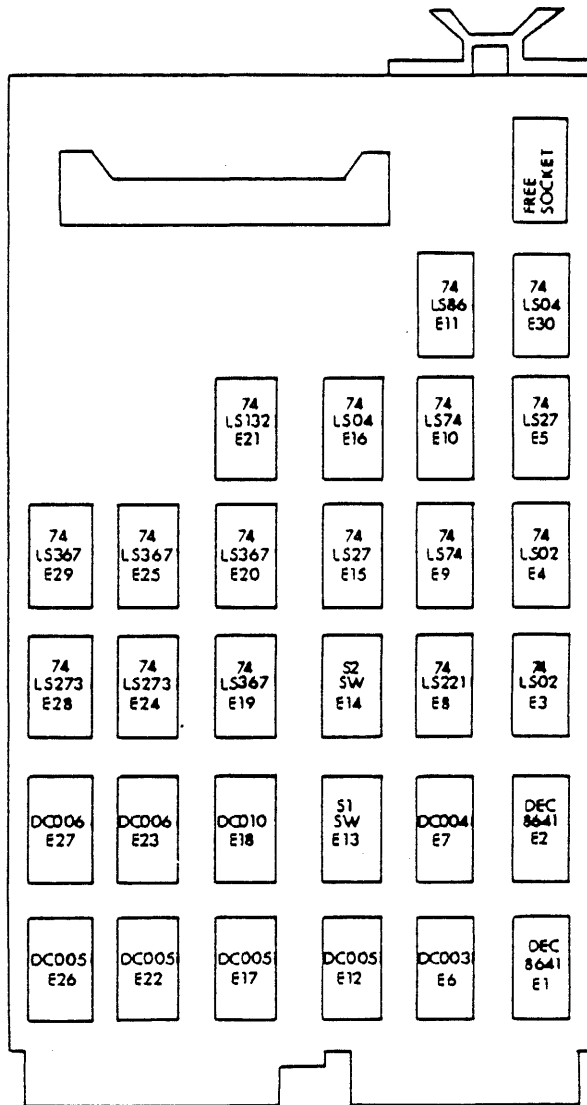 FREE
SOCKET
74
LS86
E11
74
LS04
E30
74
LS132
E21
74
LS04
E16
74
LS74
E10
74
LS27
E5
74
LS367
E29
74
LS367
E25
74
LS367
E20
74
LS27
E15
74
LS74
E9
74
LS02
E4
74
LS273
E28
74
LS273
E24
74
LS367
E19
S2
SW
E14
74
LS221
E8
74
LS02
E3
DC006
E27
DC006
E23
DC010
E18
S1
SW
E13
DC004
E7
DEC
8641
E2
DC005
E26
DC005
E22
DC005
E17
DC005
E12
DC003
E6
DEC
8641
E1